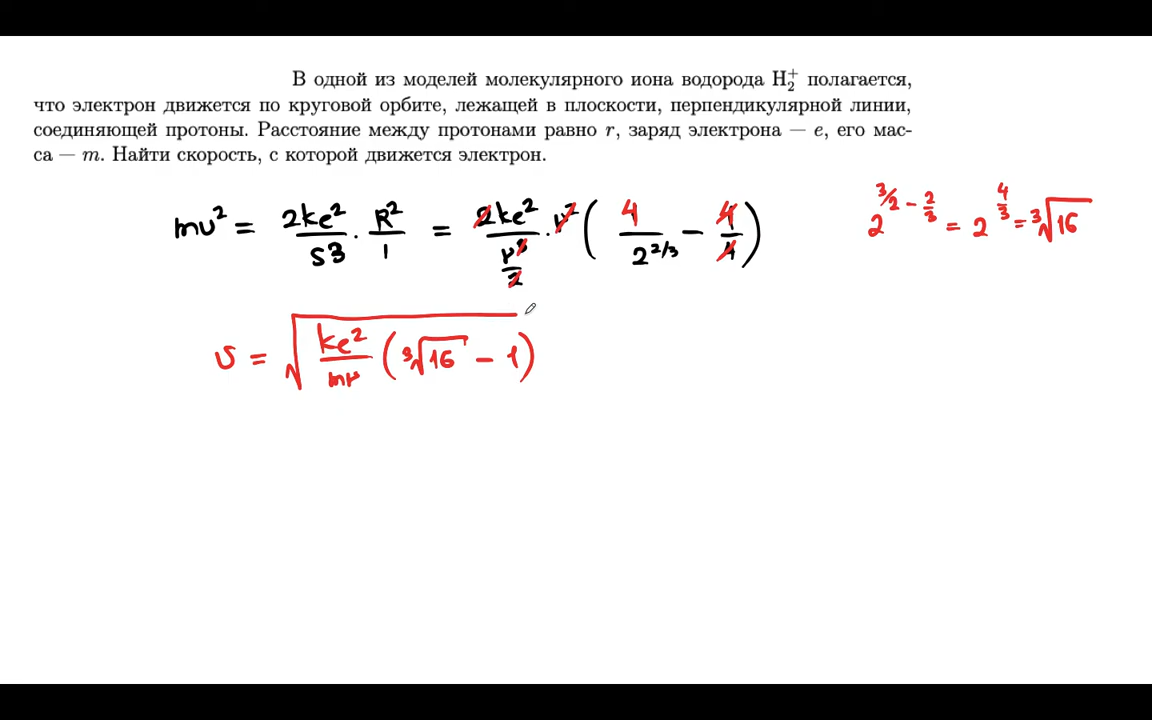 В одной из моделей молекулярного иона водорода H₂⁺ полагается,
что электрон движется по круговой орбите, лежащей в плоскости, перпендикулярной линии,
соединяющей протоны. Расстояние между протонами равно r, заряд электрона — e, его мас-
са — m. Найти скорость, с которой движется электрон.
mv² = 2ke²/s3 · R²/1 = 2ke²/(r³/2) · r² (4/2^(2/3) − 4/4)
2^(3/2 − 2/3) = 2^(4/3) = ³√16
v = √(ke²/mr (³√16 − 1))